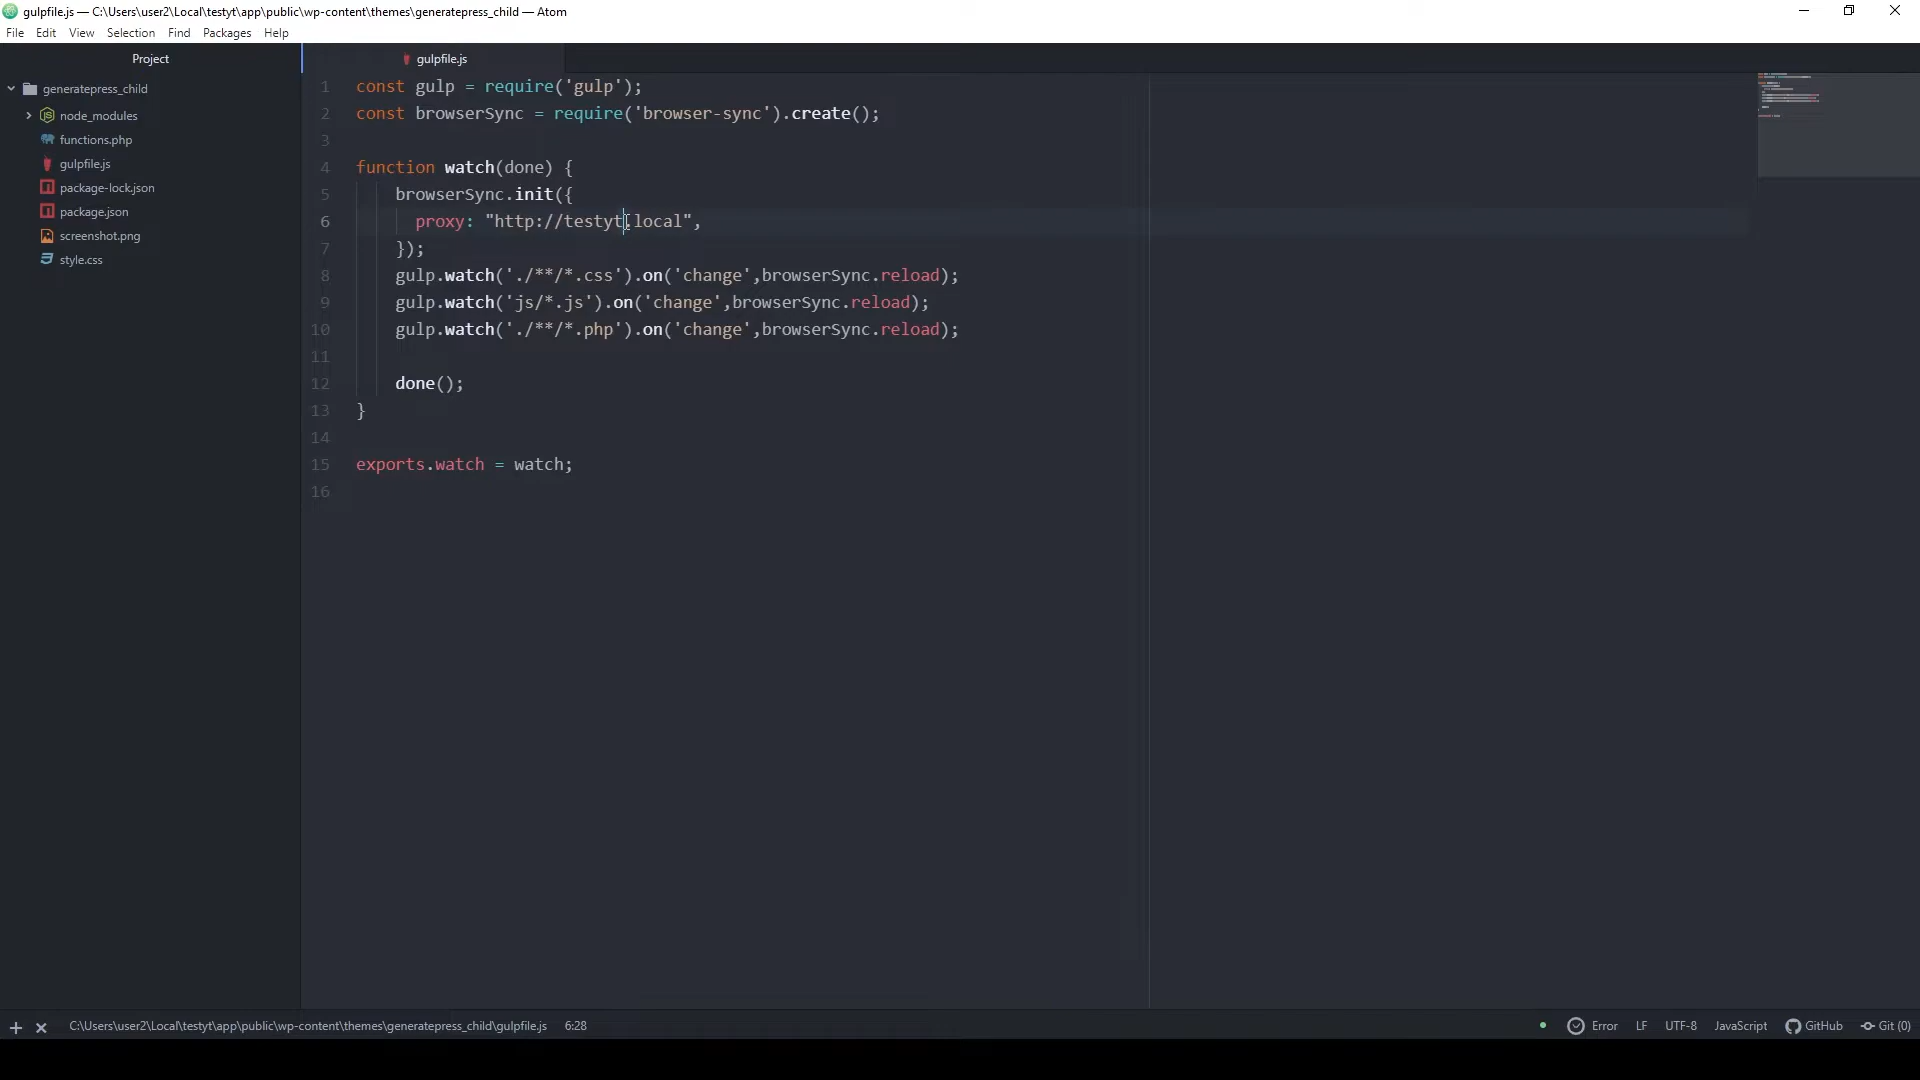 gulpfile.js — C:\Users\user2\Local\testyt\app\public\wp-content\themes\generatepress_child — Atom
File Edit View Selection Find Packages Help
Project
generatepress_child
node_modules
functions.php
gulpfile.js
package-lock.json
package.json
screenshot.png
style.css
gulpfile.js
1 const gulp = require('gulp');
2 const browserSync = require('browser-sync').create();
3
4 function watch(done) {
5 browserSync.init({
6 proxy: "http://testyt.local",
7 });
8 gulp.watch('./**/*.css').on('change',browserSync.reload);
9 gulp.watch('js/*.js').on('change',browserSync.reload);
10 gulp.watch('./**/*.php').on('change',browserSync.reload);
11
12 done();
13 }
14
15 exports.watch = watch;
16
C:\Users\user2\Local\testyt\app\public\wp-content\themes\generatepress_child\gulpfile.js 6:28
Error LF UTF-8 JavaScript GitHub Git (0)